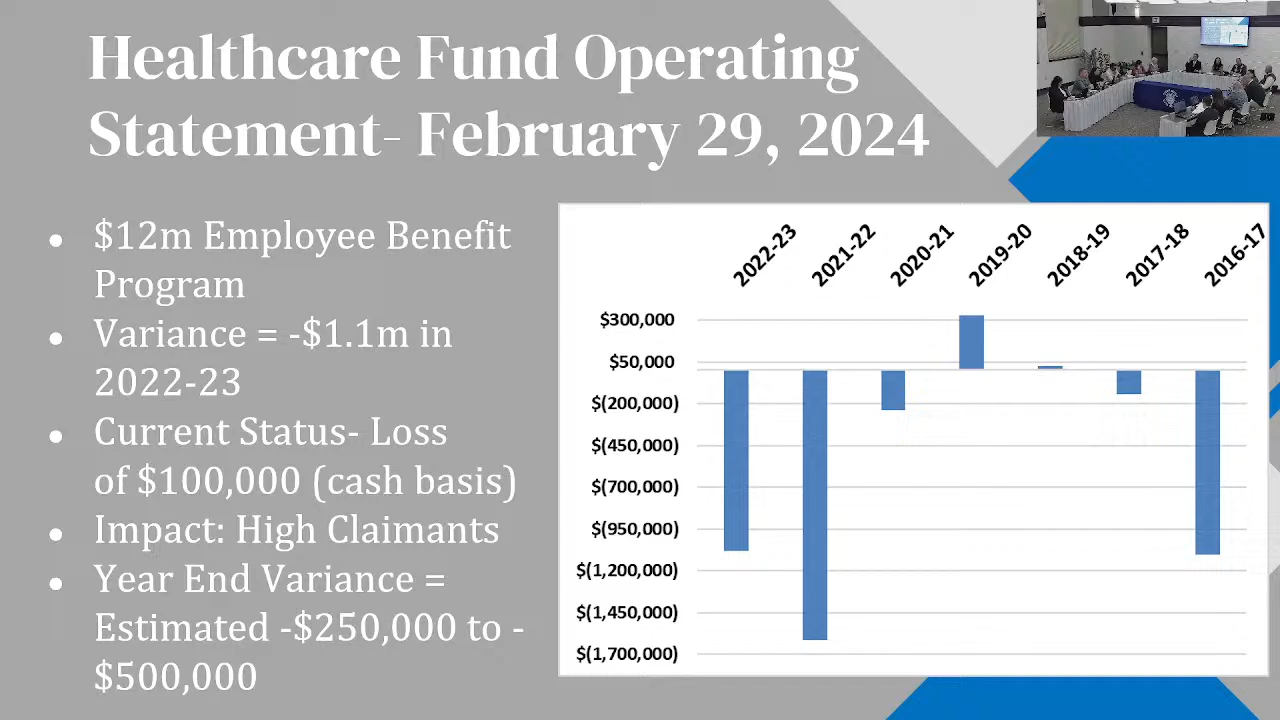 Healthcare Fund Operating
Statement- February 29, 2024
• $12m Employee Benefit
Program
• Variance = -$1.1m in
2022-23
• Current Status- Loss
of $100,000 (cash basis)
• Impact: High Claimants
• Year End Variance =
Estimated -$250,000 to -
$500,000
2022-23
2021-22
2020-21
2019-20
2018-19
2017-18
2016-17
$300,000
$50,000
$(200,000)
$(450,000)
$(700,000)
$(950,000)
$(1,200,000)
$(1,450,000)
$(1,700,000)